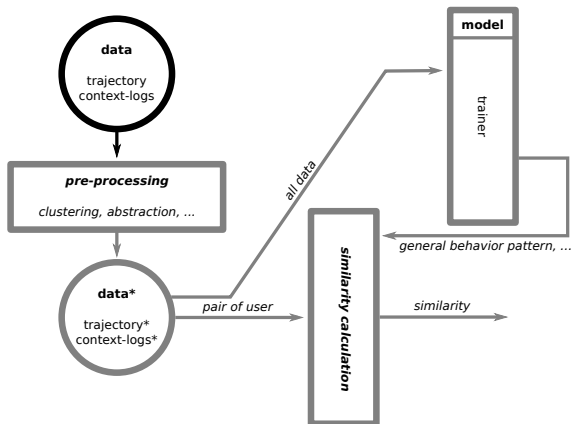 data
trajectory
context-logs
pre-processing
clustering, abstraction, ...
data*
trajectory*
context-logs*
all data
pair of user
model
trainer
general behavior pattern, ...
similarity calculation
similarity